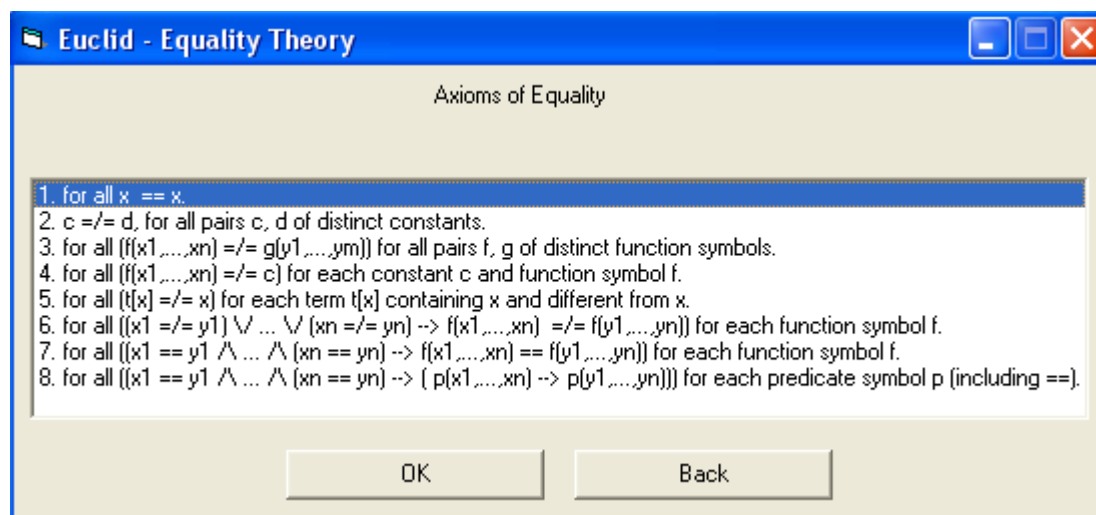 Euclid - Equality Theory
Axioms of Equality
1. for all x == x.
2. c =/= d, for all pairs c, d of distinct constants.
3. for all (f(x1,...,xn) =/= g(y1,...,ym)) for all pairs f, g of distinct function symbols.
4. for all (f(x1,...,xn) =/= c) for each constant c and function symbol f.
5. for all (t[x] =/= x) for each term t[x] containing x and different from x.
6. for all ((x1 =/= y1) \/ ... \/ (xn =/= yn) --> f(x1,...,xn) =/= f(y1,...,yn)) for each function symbol f.
7. for all ((x1 == y1 /\ ... /\ (xn == yn) --> f(x1,...,xn) == f(y1,...,yn)) for each function symbol f.
8. for all ((x1 == y1 /\ ... /\ (xn == yn) --> ( p(x1,...,xn) --> p(y1,...,yn))) for each predicate symbol p (including ==).
OK Back